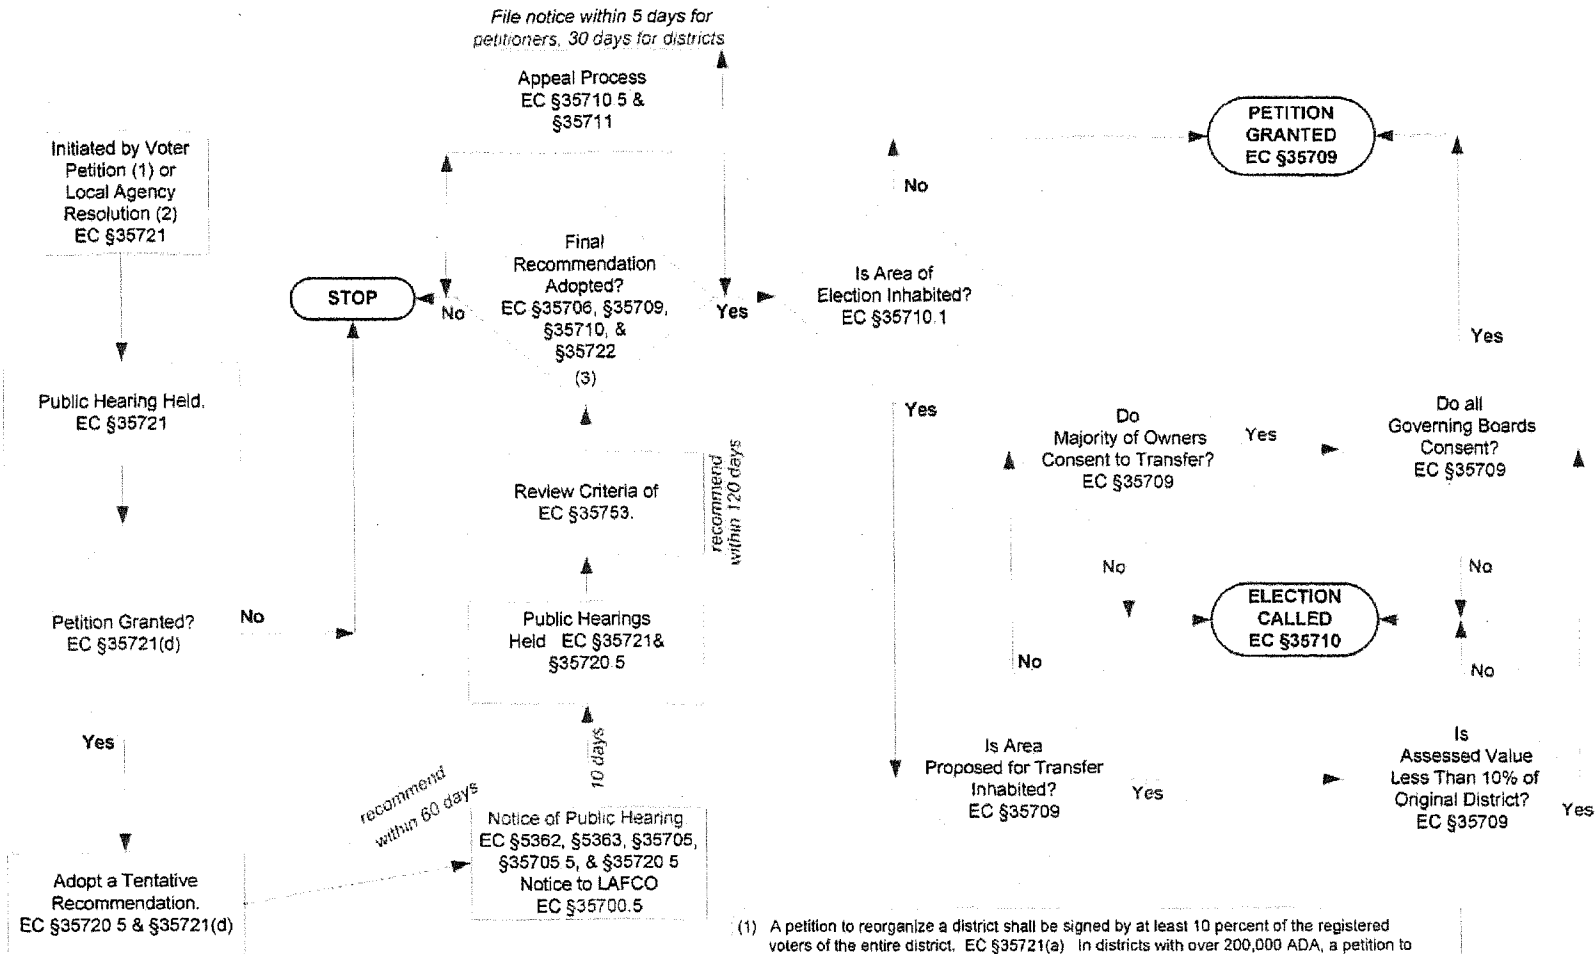 File notice within 5 days for
petitioners, 30 days for districts
Appeal Process
EC §35710 5 &
§35711
PETITION
GRANTED
EC §35709
Initiated by Voter
Petition (1) or
Local Agency
Resolution (2)
EC §35721
No
Final
Recommendation
Adopted?
EC §35706, §35709,
§35710, &
§35722
(3)
STOP
No
Yes
Is Area of
Election Inhabited?
EC §35710.1
Yes
Public Hearing Held.
EC §35721
Yes
Do
Majority of Owners
Consent to Transfer?
EC §35709
Yes
Do all
Governing Boards
Consent?
EC §35709
Review Criteria of
EC §35753.
recommend
within 120 days
No
No
Petition Granted?
EC §35721(d)
No
Public Hearings
Held EC §35721&
§35720.5
ELECTION
CALLED
EC §35710
No
No
Yes
10 days
Is Area
Proposed for Transfer
Inhabited?
EC §35709
Yes
Is
Assessed Value
Less Than 10% of
Original District?
EC §35709
Yes
recommend
within 60 days
Notice of Public Hearing
EC §5362, §5363, §35705,
§35705 5, & §35720 5
Notice to LAFCO
EC §35700.5
Adopt a Tentative
Recommendation.
EC §35720 5 & §35721(d)
(1) A petition to reorganize a district shall be signed by at least 10 percent of the registered
voters of the entire district, EC §35721(a) In districts with over 200,000 ADA, a petition to